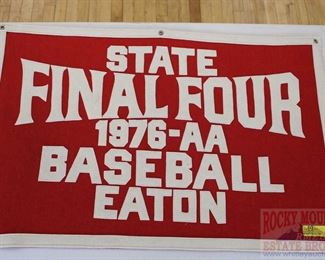 STATE
FINAL FOUR
1976-AA
BASEBALL
EATON
ROCKY MOU
ESTATE BRO